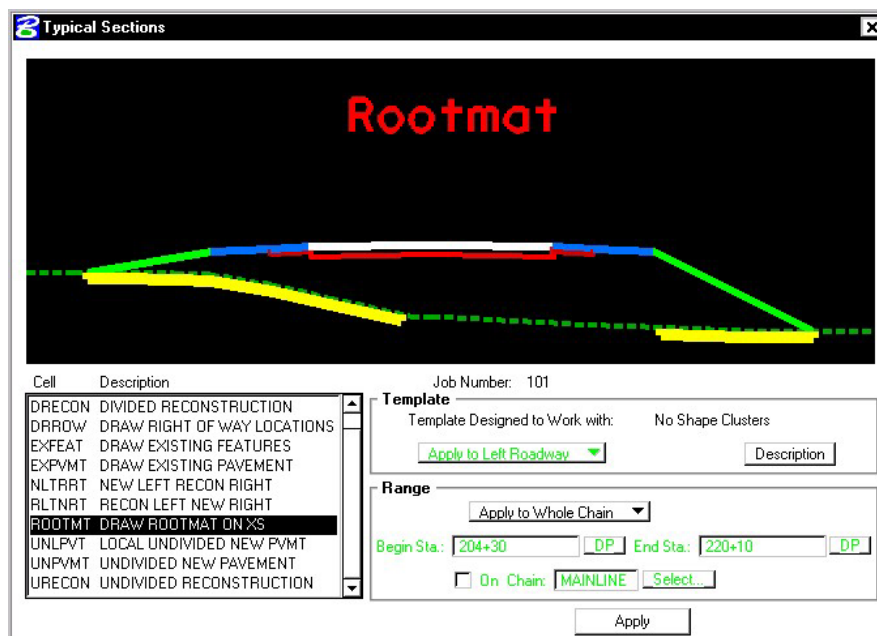 Typical Sections
Rootmat
Cell Description
Job Number: 101
DRECON DIVIDED RECONSTRUCTION
DRROW DRAW RIGHT OF WAY LOCATIONS
EXFEAT DRAW EXISTING FEATURES
EXPVMT DRAW EXISTING PAVEMENT
NLTRRT NEW LEFT RECON RIGHT
RLTNRT RECON LEFT NEW RIGHT
ROOTMT DRAW ROOTMAT ON XS
UNLPVT LOCAL UNDIVIDED NEW PVMT
UNPVMT UNDIVIDED NEW PAVEMENT
URECON UNDIVIDED RECONSTRUCTION
Template
Template Designed to Work with: No Shape Clusters
Apply to Left Roadway
Description
Range
Apply to Whole Chain
Begin Sta.: 204+30 DP End Sta.: 220+10 DP
On Chain: MAINLINE Select...
Apply